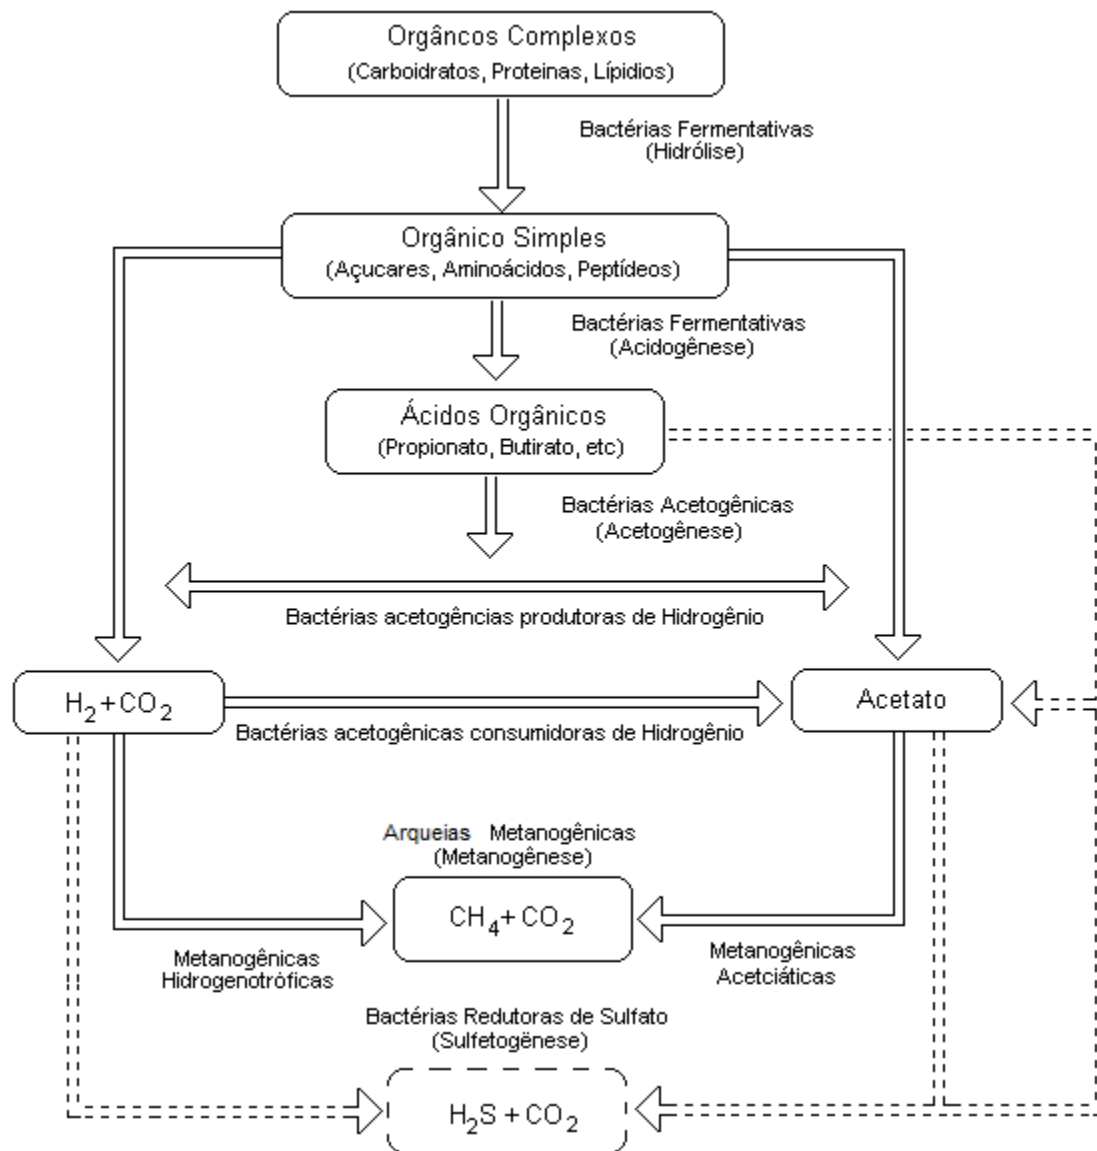 Orgâncos Complexos
(Carboidratos, Proteinas, Lípidios)
Bactérias Fermentativas
(Hidrólise)
Orgânico Simples
(Açucares, Aminoácidos, Peptídeos)
Bactérias Fermentativas
(Acidogênese)
Ácidos Orgânicos
(Propionato, Butirato, etc)
Bactérias Acetogênicas
(Acetogênese)
Bactérias acetogências produtoras de Hidrogênio
H₂+CO₂
Acetato
Bactérias acetogênicas consumidoras de Hidrogênio
Arqueias Metanogênicas
(Metanogênese)
CH₄+CO₂
Metanogênicas
Hidrogenotróficas
Metanogênicas
Acetciáticas
Bactérias Redutoras de Sulfato
(Sulfetogënese)
H₂S + CO₂